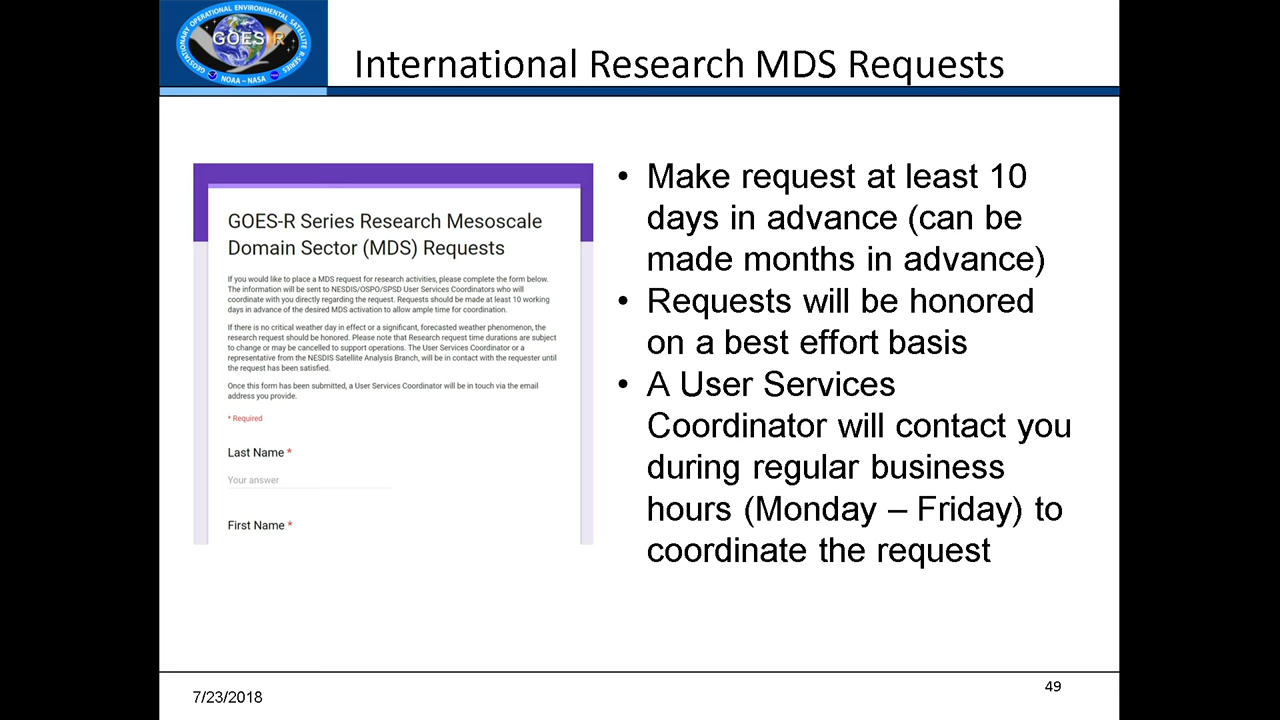 GEOSTATIONARY OPERATIONAL ENVIRONMENTAL SATELLITE R-SERIES
GOES R
NOAA – NASA
International Research MDS Requests
GOES-R Series Research Mesoscale
Domain Sector (MDS) Requests
If you would like to place a MDS request for research activities, please complete the form below.
The information will be sent to NESDIS/OSPO/SPSD User Services Coordinators who will
coordinate with you directly regarding the request. Requests should be made at least 10 working
days in advance of the desired MDS activation to allow ample time for coordination.
If there is no critical weather day in effect or a significant, forecasted weather phenomenon, the
research request should be honored. Please note that Research request time durations are subject
to change or may be cancelled to support operations. The User Services Coordinator or a
representative from the NESDIS Satellite Analysis Branch, will be in contact with the requester until
the request has been satisfied.
Once this form has been submitted, a User Services Coordinator will be in touch via the email
address you provide.
* Required
Last Name *
Your answer
First Name *
• Make request at least 10
days in advance (can be
made months in advance)
• Requests will be honored
on a best effort basis
• A User Services
Coordinator will contact you
during regular business
hours (Monday – Friday) to
coordinate the request
7/23/2018
49